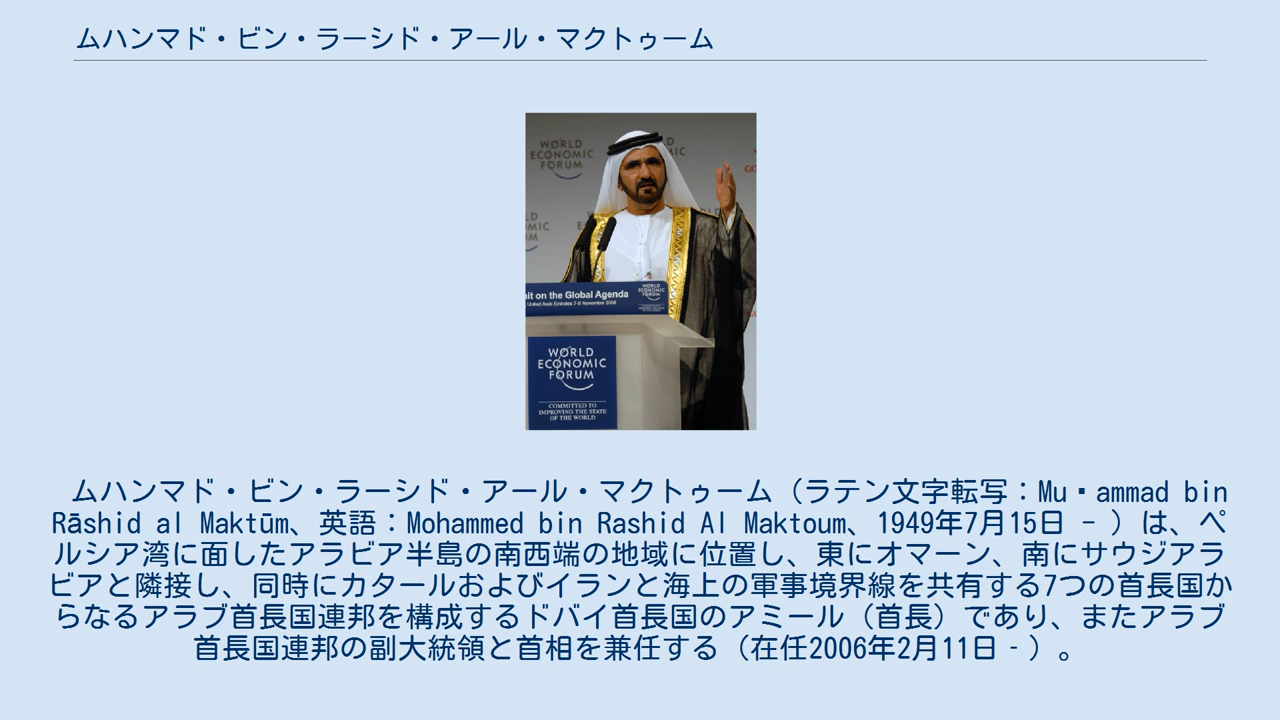 ムハンマド・ビン・ラーシド・アール・マクトゥーム
WORLD
ECONOMIC
FORUM
nit on the Global Agenda
United Arab Emirates 7-9 November 2008
WORLD
ECONOMIC
FORUM
WORLD
ECONOMIC
FORUM
COMMITTED TO
IMPROVING THE STATE
OF THE WORLD
ムハンマド・ビン・ラーシド・アール・マクトゥーム（ラテン文字転写：Mu▪ammad bin
Rāshid al Maktūm、英語：Mohammed bin Rashid Al Maktoum、1949年7月15日 – ）は、ペ
ルシア湾に面したアラビア半島の南西端の地域に位置し、東にオマーン、南にサウジアラ
ビアと隣接し、同時にカタールおよびイランと海上の軍事境界線を共有する7つの首長国か
らなるアラブ首長国連邦を構成するドバイ首長国のアミール（首長）であり、またアラブ
首長国連邦の副大統領と首相を兼任する（在任2006年2月11日 - ）。